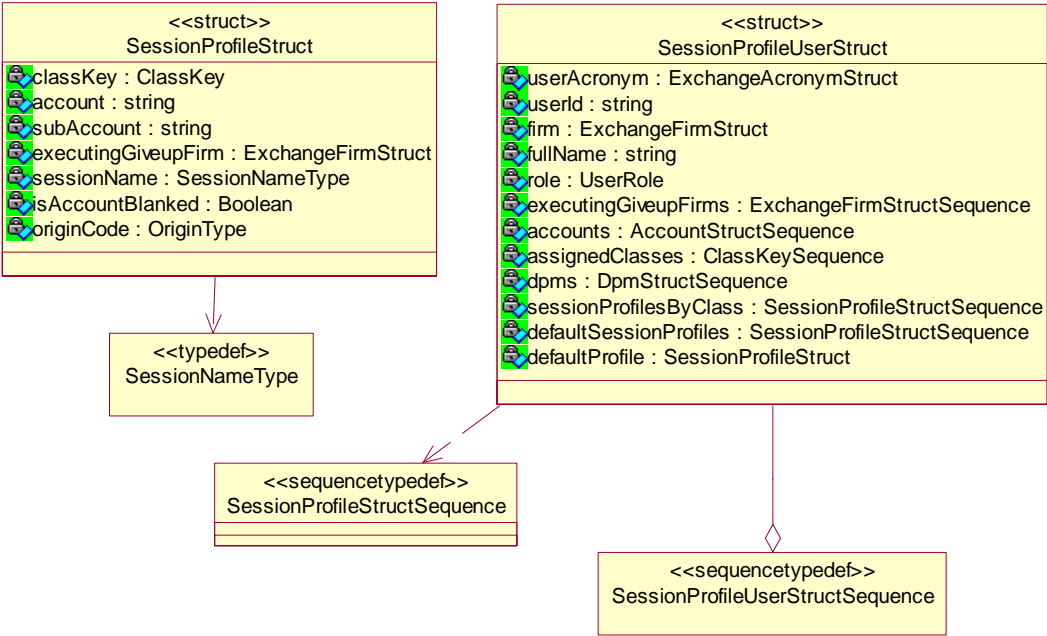 <<struct>>
SessionProfileStruct
classKey : ClassKey
account : string
subAccount : string
executingGiveupFirm : ExchangeFirmStruct
sessionName : SessionNameType
isAccountBlanked : Boolean
originCode : OriginType
<<struct>>
SessionProfileUserStruct
userAcronym : ExchangeAcronymStruct
userId : string
firm : ExchangeFirmStruct
fullName : string
role : UserRole
executingGiveupFirms : ExchangeFirmStructSequence
accounts : AccountStructSequence
assignedClasses : ClassKeySequence
dpms : DpmStructSequence
sessionProfilesByClass : SessionProfileStructSequence
defaultSessionProfiles : SessionProfileStructSequence
defaultProfile : SessionProfileStruct
<<typedef>>
SessionNameType
<<sequencetypedef>>
SessionProfileStructSequence
<<sequencetypedef>>
SessionProfileUserStructSequence